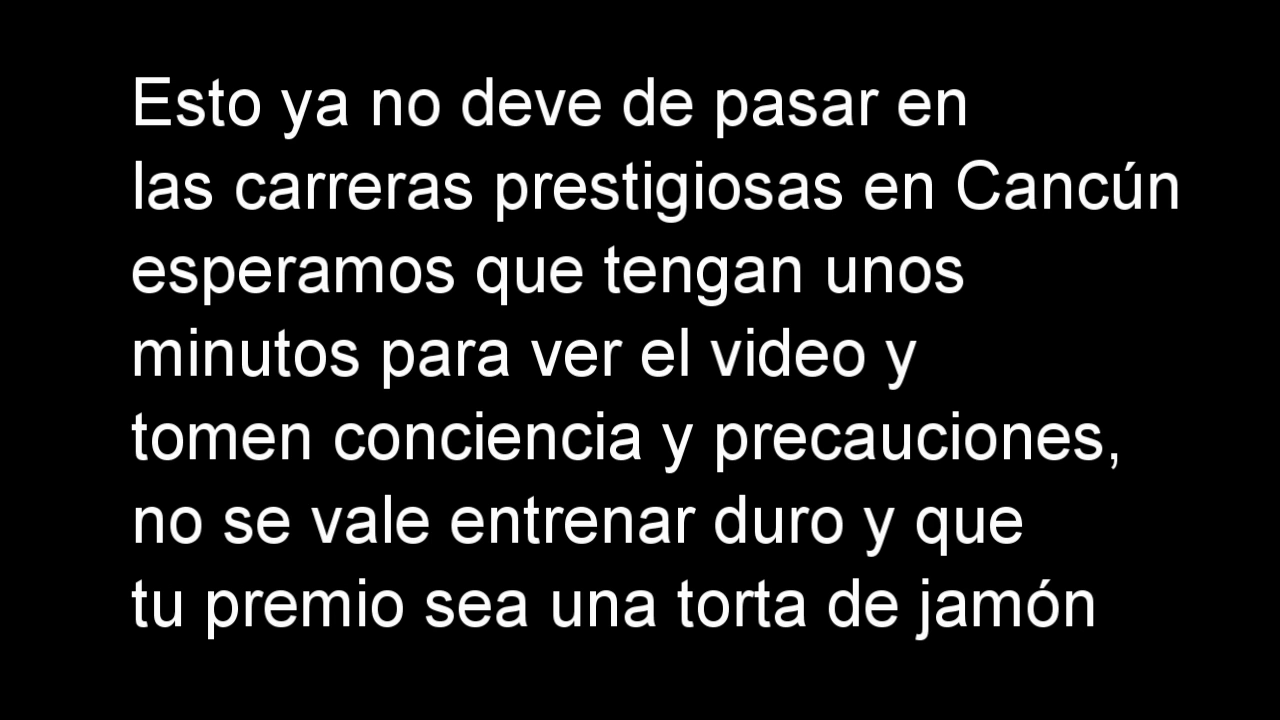 Esto ya no deve de pasar en
las carreras prestigiosas en Cancún
esperamos que tengan unos
minutos para ver el video y
tomen conciencia y precauciones,
no se vale entrenar duro y que
tu premio sea una torta de jamón